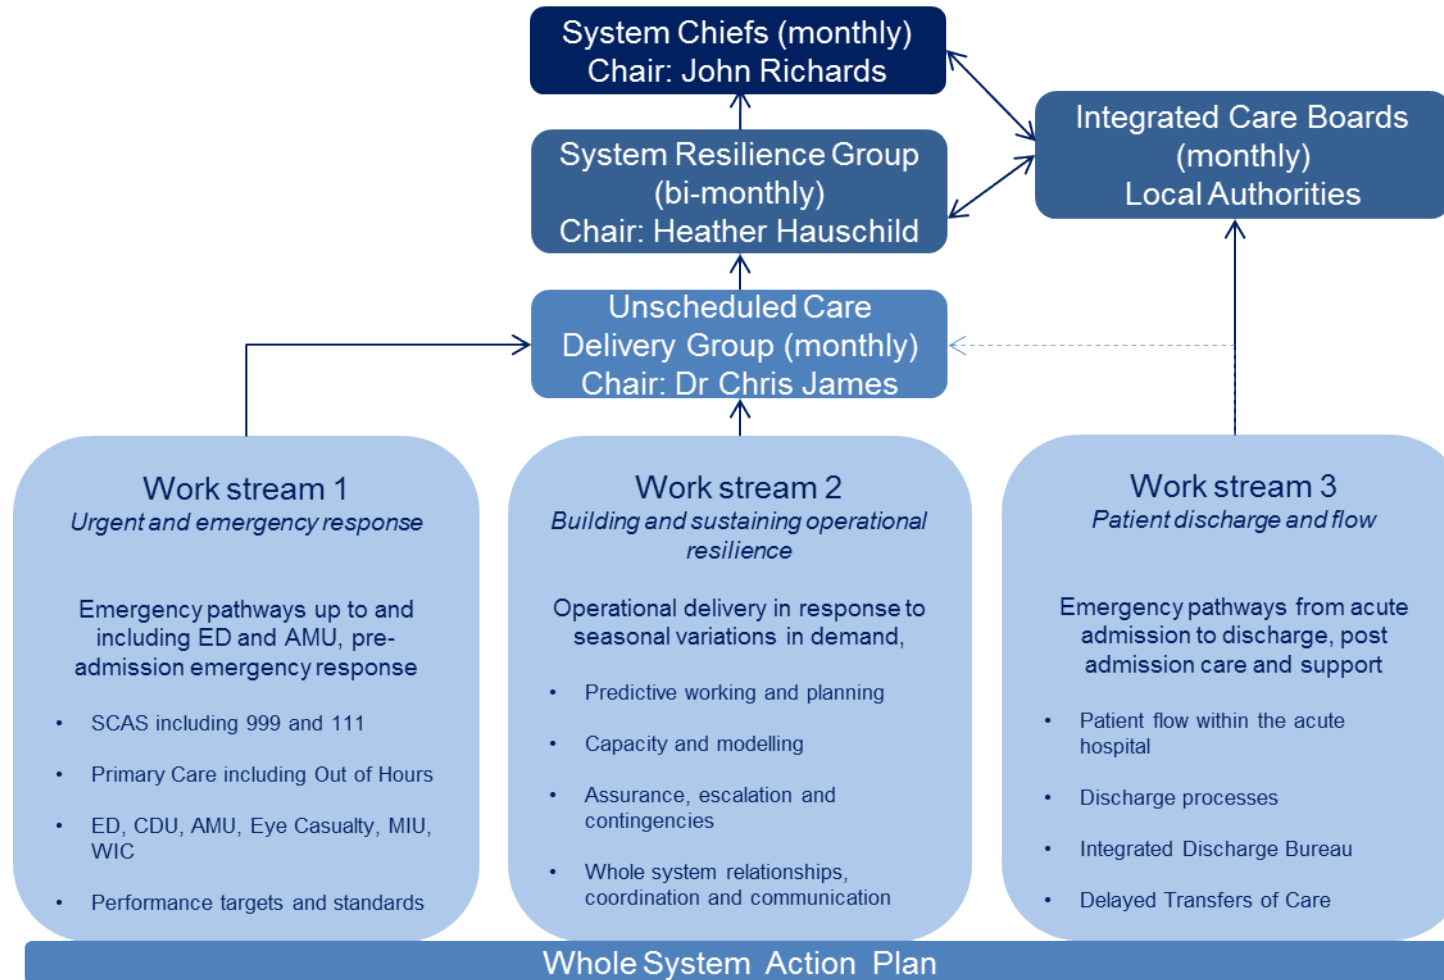 System Chiefs (monthly)
Chair: John Richards
System Resilience Group
(bi-monthly)
Chair: Heather Hauschild
Integrated Care Boards
(monthly)
Local Authorities
Unscheduled Care
Delivery Group (monthly)
Chair: Dr Chris James
Work stream 1
Urgent and emergency response
Emergency pathways up to and
including ED and AMU, pre-
admission emergency response
• SCAS including 999 and 111
• Primary Care including Out of Hours
• ED, CDU, AMU, Eye Casualty, MIU,
WIC
• Performance targets and standards
Work stream 2
Building and sustaining operational
resilience
Operational delivery in response to
seasonal variations in demand,
• Predictive working and planning
• Capacity and modelling
• Assurance, escalation and
contingencies
• Whole system relationships,
coordination and communication
Work stream 3
Patient discharge and flow
Emergency pathways from acute
admission to discharge, post
admission care and support
• Patient flow within the acute
hospital
• Discharge processes
• Integrated Discharge Bureau
• Delayed Transfers of Care
Whole System Action Plan